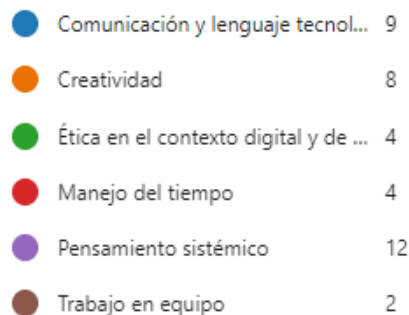 Comunicación y lenguaje tecnol... 9
Creatividad 8
Ética en el contexto digital y de ... 4
Manejo del tiempo 4
Pensamiento sistémico 12
Trabajo en equipo 2